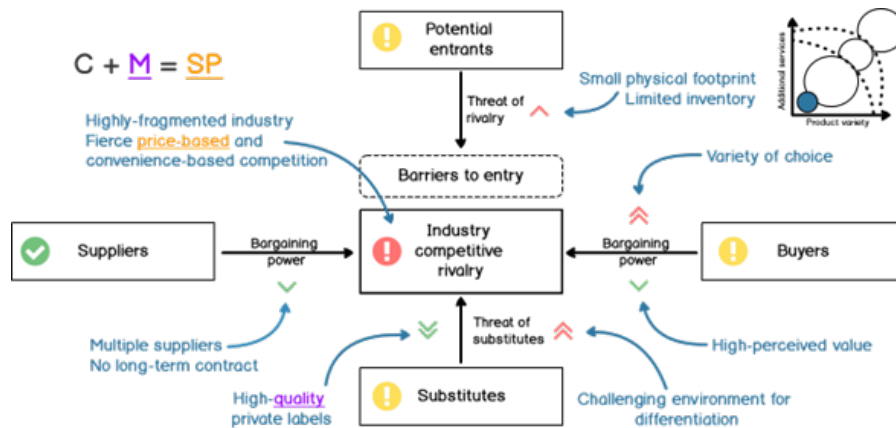 Potential
entrants
C + M = SP
Additional services
Product variety
Small physical footprint
Limited inventory
Threat of
rivalry
Highly-fragmented industry
Fierce price-based and
convenience-based competition
Variety of choice
Barriers to entry
Suppliers
Bargaining
power
Industry
competitive
rivalry
Bargaining
power
Buyers
Multiple suppliers
No long-term contract
Threat of
substitutes
High-perceived value
High-quality
private labels
Substitutes
Challenging environment for
differentiation